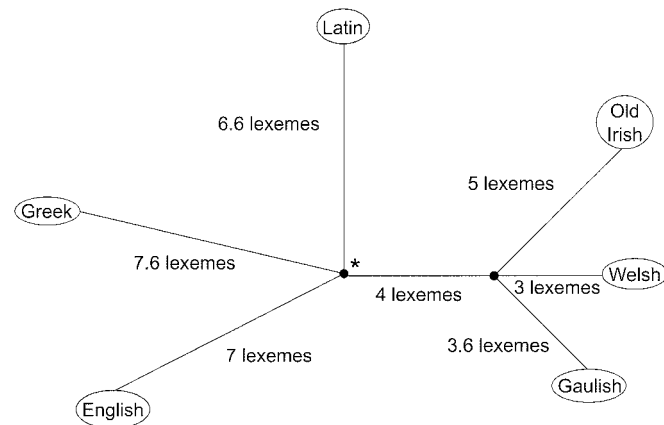 Latin
6.6 lexemes
Old
Irish
5 lexemes
Greek
7.6 lexemes
*
4 lexemes
3 lexemes
Welsh
3.6 lexemes
7 lexemes
Gaulish
English